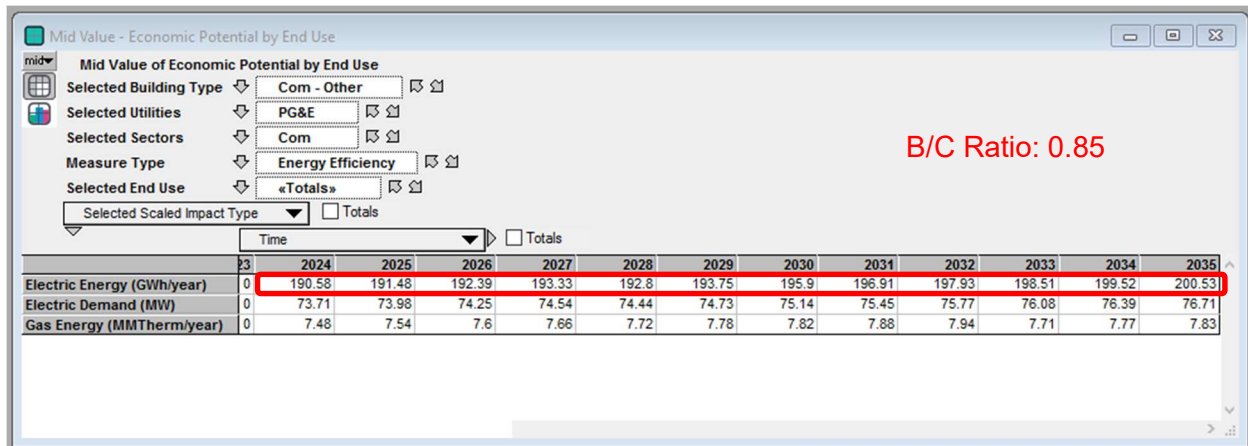 Mid Value - Economic Potential by End Use
mid
Mid Value of Economic Potential by End Use
Selected Building Type Com - Other
Selected Utilities PG&E
Selected Sectors Com
Measure Type Energy Efficiency
Selected End Use «Totals»
B/C Ratio: 0.85
Selected Scaled Impact Type Totals
Time Totals
23 2024 2025 2026 2027 2028 2029 2030 2031 2032 2033 2034 2035
Electric Energy (GWh/year) 0 190.58 191.48 192.39 193.33 192.8 193.75 195.9 196.91 197.93 198.51 199.52 200.53
Electric Demand (MW) 0 73.71 73.98 74.25 74.54 74.44 74.73 75.14 75.45 75.77 76.08 76.39 76.71
Gas Energy (MMTherm/year) 0 7.48 7.54 7.6 7.66 7.72 7.78 7.82 7.88 7.94 7.71 7.77 7.83